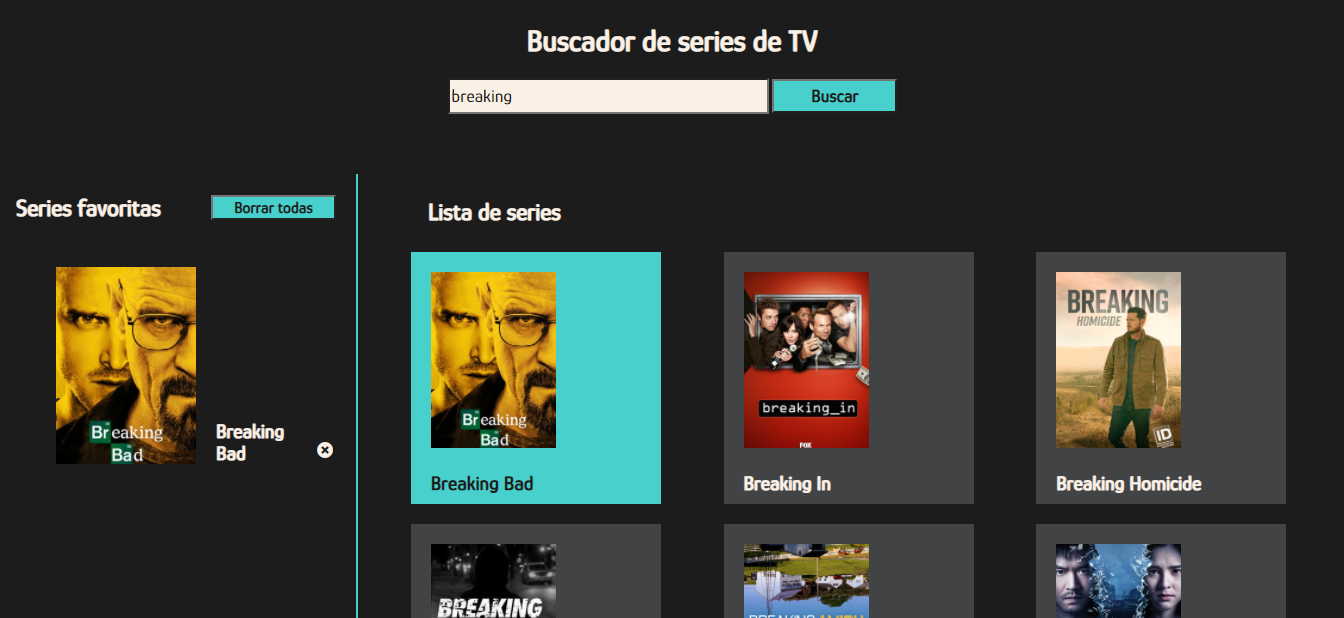 Buscador de series de TV
breaking
Buscar
Series favoritas
Borrar todas
Breaking
Bad
Breaking
Bad
Lista de series
Breaking
Bad
Breaking Bad
breaking_in
FOX
Breaking In
BREAKING
HOMICIDE
ID
Breaking Homicide
BREAKING
BREAKING AMISH